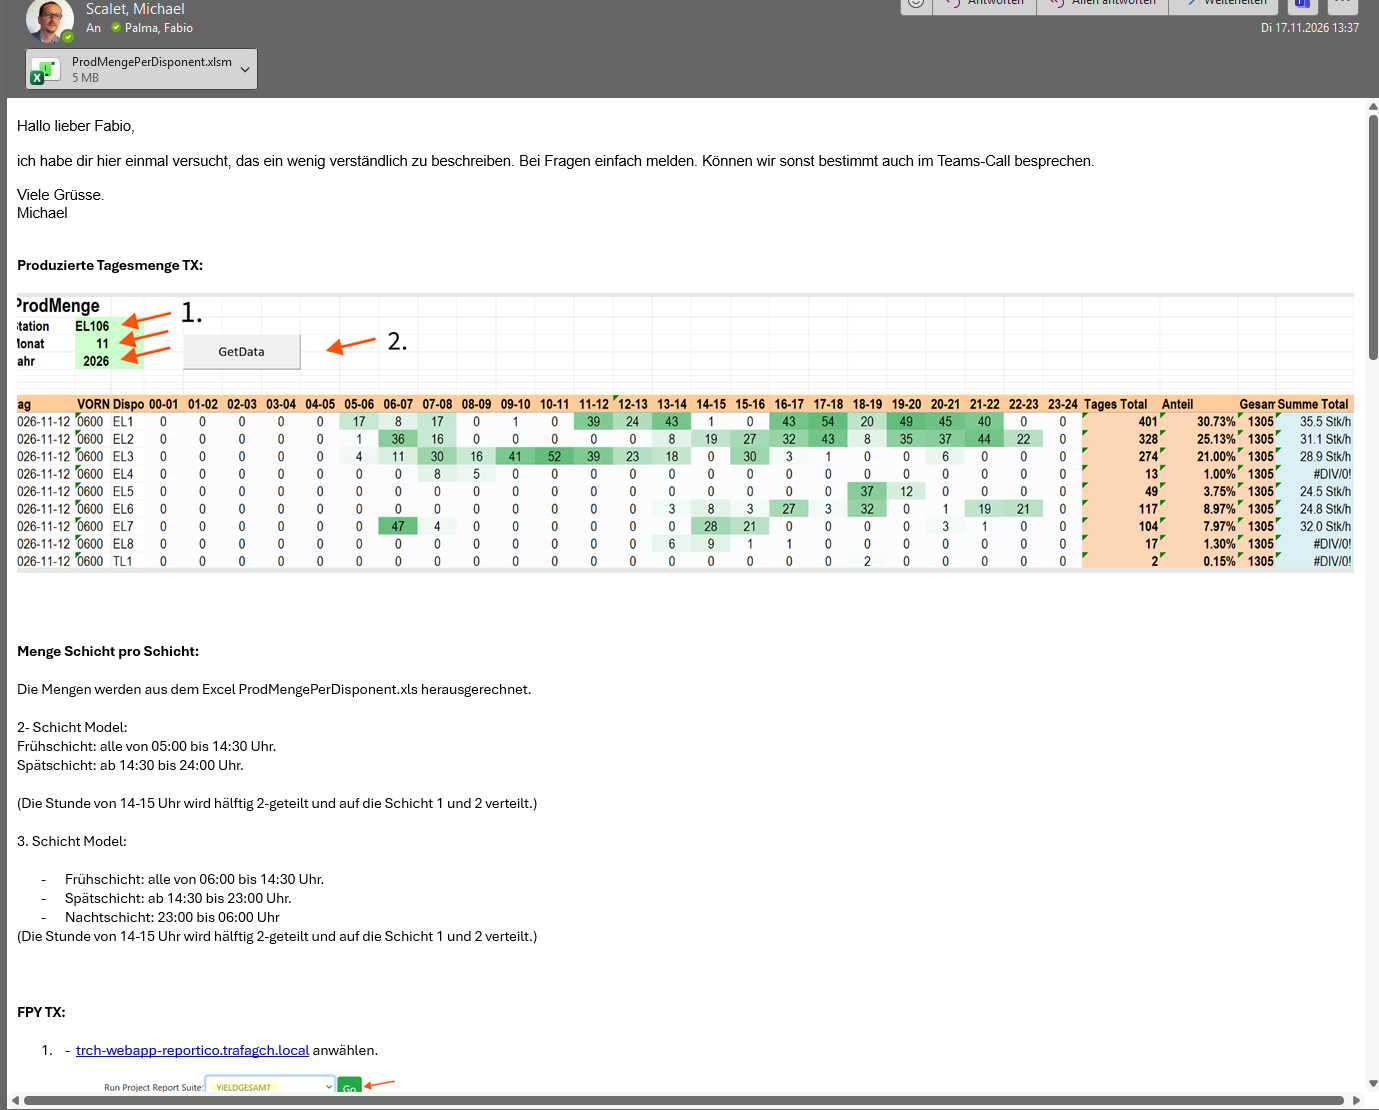 Scalet, Michael
An Palma, Fabio
Antworten Allen antworten Weiterleiten
Di 17.11.2026 13:37
ProdMengePerDisponent.xlsm
5 MB
Hallo lieber Fabio,
ich habe dir hier einmal versucht, das ein wenig verständlich zu beschreiben. Bei Fragen einfach melden. Können wir sonst bestimmt auch im Teams-Call besprechen.
Viele Grüsse.
Michael
Produzierte Tagesmenge TX:
ProdMenge
Station EL106
Monat 11
ahr 2026
1.
GetData
2.
ag VORN Dispo 00-01 01-02 02-03 03-04 04-05 05-06 06-07 07-08 08-09 09-10 10-11 11-12 12-13 13-14 14-15 15-16 16-17 17-18 18-19 19-20 20-21 21-22 22-23 23-24 Tages Total Anteil Gesam Summe Total
026-11-12 0600 EL1 0 0 0 0 0 17 8 17 0 1 0 39 24 43 1 0 43 54 20 49 45 40 0 0 401 30.73% 1305 35.5 Stk/h
026-11-12 0600 EL2 0 0 0 0 0 1 36 16 0 0 0 0 0 8 19 27 32 43 8 35 37 44 22 0 328 25.13% 1305 31.1 Stk/h
026-11-12 0600 EL3 0 0 0 0 0 4 11 30 16 41 52 39 23 18 0 30 3 1 0 0 6 0 0 0 274 21.00% 1305 28.9 Stk/h
026-11-12 0600 EL4 0 0 0 0 0 0 0 8 5 0 0 0 0 0 0 0 0 0 0 0 0 0 0 0 13 1.00% 1305 #DIV/0!
026-11-12 0600 EL5 0 0 0 0 0 0 0 0 0 0 0 0 0 0 0 0 0 0 37 12 0 0 0 0 49 3.75% 1305 24.5 Stk/h
026-11-12 0600 EL6 0 0 0 0 0 0 0 0 0 0 0 0 0 3 8 3 27 3 32 0 1 19 21 0 117 8.97% 1305 24.8 Stk/h
026-11-12 0600 EL7 0 0 0 0 0 0 47 4 0 0 0 0 0 0 28 21 0 0 0 0 3 1 0 0 104 7.97% 1305 32.0 Stk/h
026-11-12 0600 EL8 0 0 0 0 0 0 0 0 0 0 0 0 0 6 9 1 1 0 0 0 0 0 0 0 17 1.30% 1305 #DIV/0!
026-11-12 0600 TL1 0 0 0 0 0 0 0 0 0 0 0 0 0 0 0 0 0 0 2 0 0 0 0 0 2 0.15% 1305 #DIV/0!
Menge Schicht pro Schicht:
Die Mengen werden aus dem Excel ProdMengePerDisponent.xls herausgerechnet.
2- Schicht Model:
Frühschicht: alle von 05:00 bis 14:30 Uhr.
Spätschicht: ab 14:30 bis 24:00 Uhr.
(Die Stunde von 14-15 Uhr wird hälftig 2-geteilt und auf die Schicht 1 und 2 verteilt.)
3. Schicht Model:
- Frühschicht: alle von 06:00 bis 14:30 Uhr.
- Spätschicht: ab 14:30 bis 23:00 Uhr.
- Nachtschicht: 23:00 bis 06:00 Uhr
(Die Stunde von 14-15 Uhr wird hälftig 2-geteilt und auf die Schicht 1 und 2 verteilt.)
FPY TX:
1. - trch-webapp-reportico.trafagch.local anwählen.
Run Project Report Suite: YIELDGESAMT Go